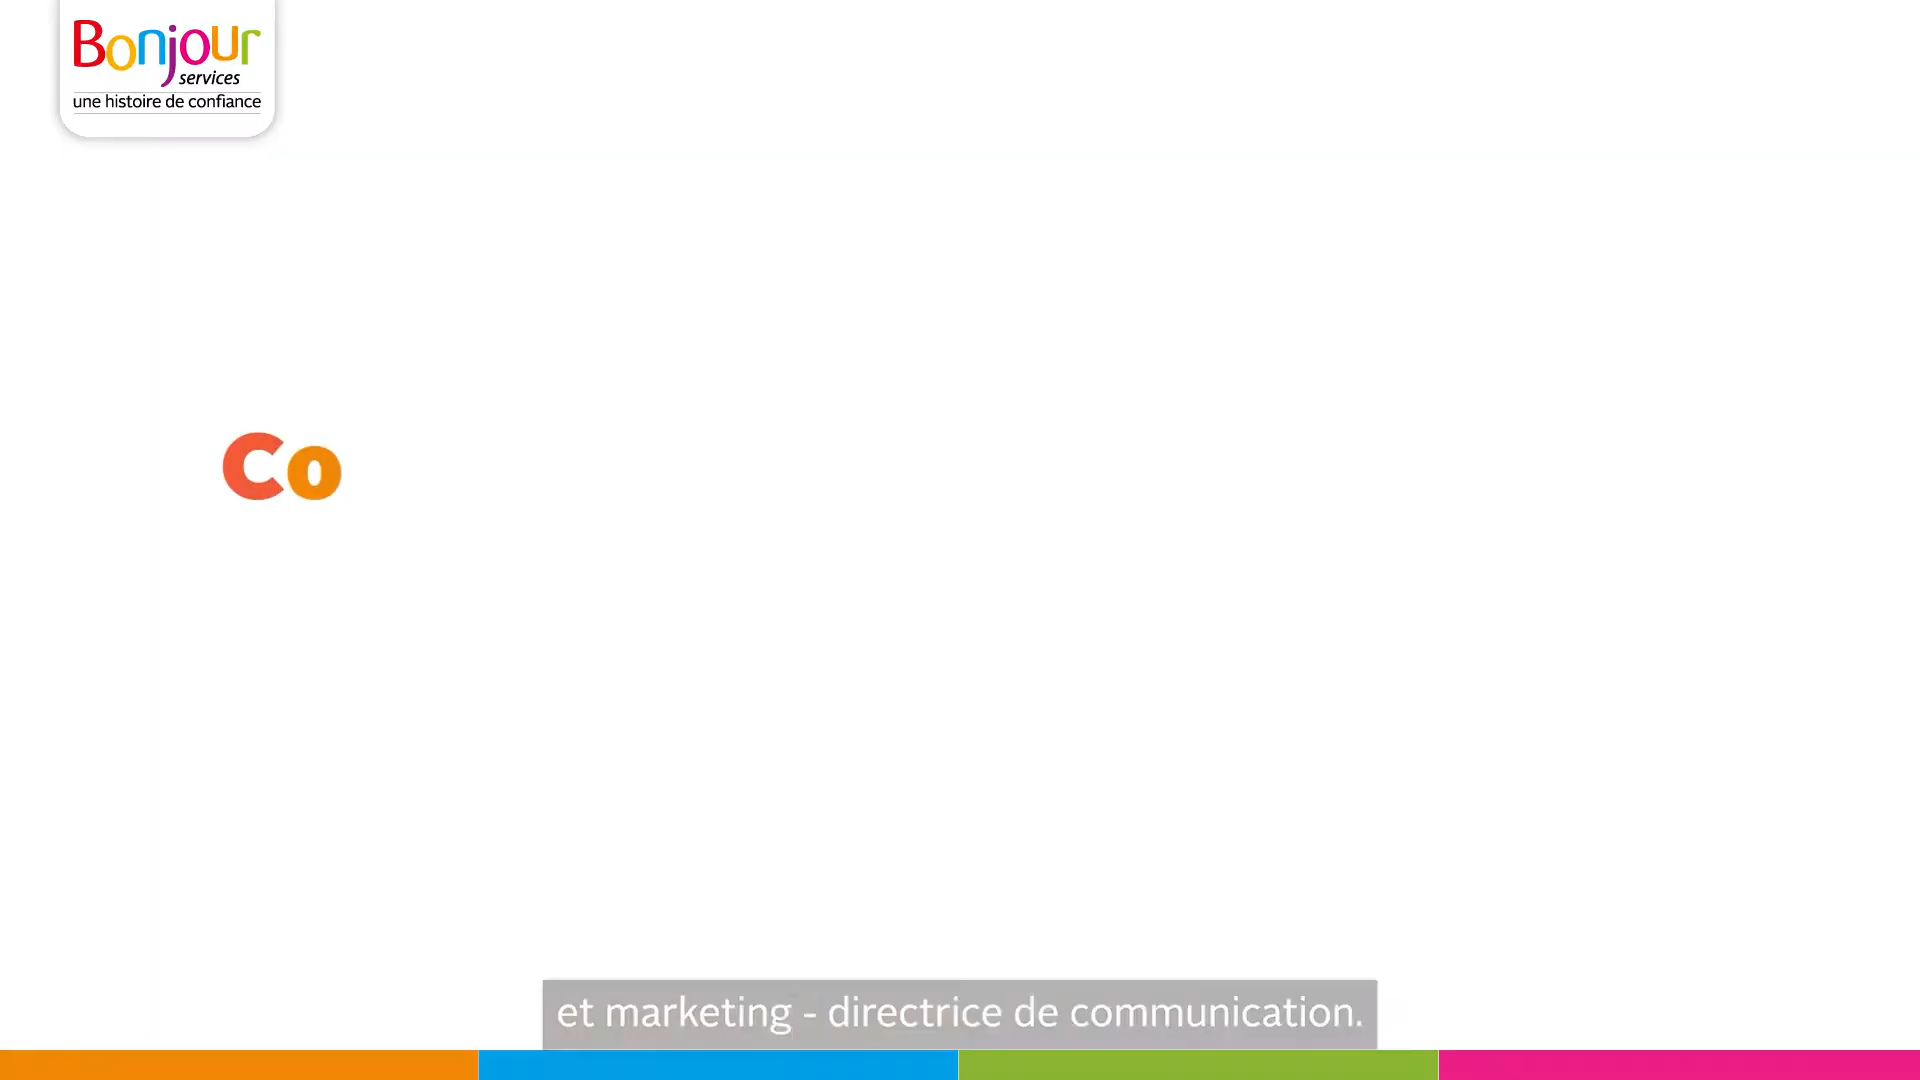 Bonjour
services
une histoire de confiance
Co
et marketing - directrice de communication.